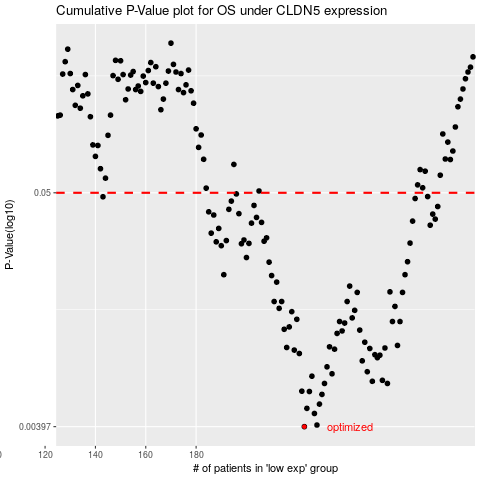 Cumulative P-Value plot for OS under CLDN5 expression
P-Value(log10)
0.05
0.00397
optimized
0 120 140 160 180
# of patients in 'low exp' group